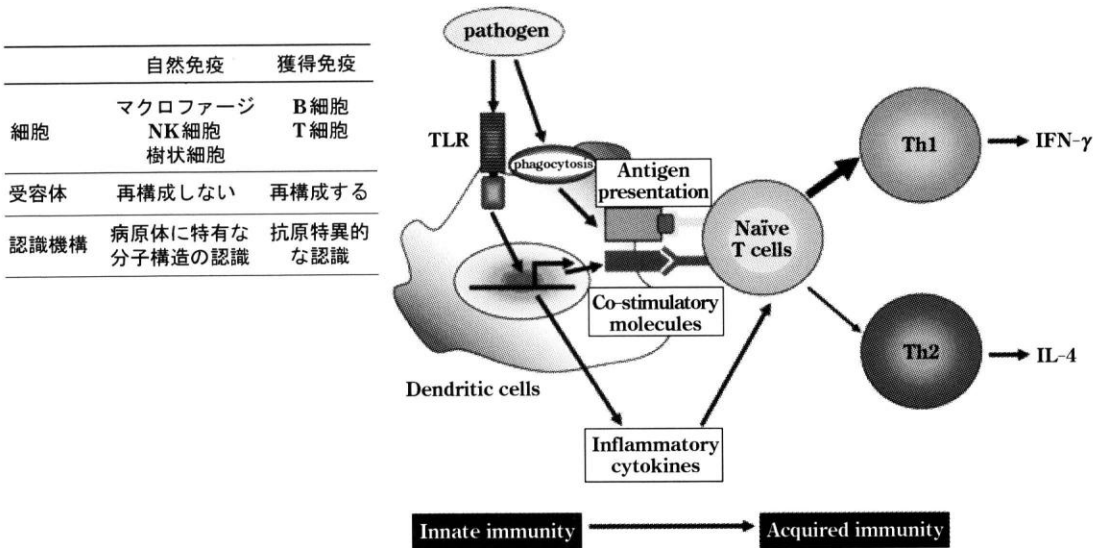 自然免疫 獲得免疫
細胞 マクロファージ B細胞
NK細胞 T細胞
樹状細胞
受容体 再構成しない 再構成する
認識機構 病原体に特有な 抗原特異的
分子構造の認識 な認識
pathogen
TLR
phagocytosis
Antigen
presentation
Co-stimulatory
molecules
Dendritic cells
Inflammatory
cytokines
Naïve
T cells
Th1
IFN-γ
Th2
IL-4
Innate immunity
Acquired immunity